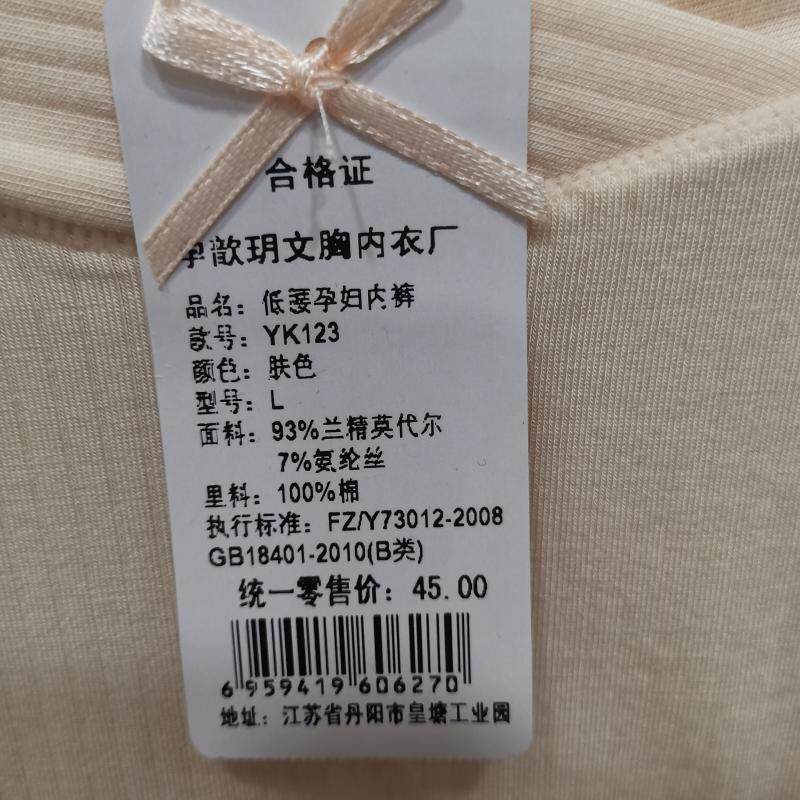 合格证
孕歆玥文胸内衣厂
品名：低腰孕妇内裤
款号：YK123
颜色：肤色
型号：L
面料：93%兰精莫代尔
7%氨纶丝
里料：100%棉
执行标准：FZ/Y73012-2008
GB18401-2010(B类)
统一零售价：45.00
6 959419 606270
地址：江苏省丹阳市皇塘工业园